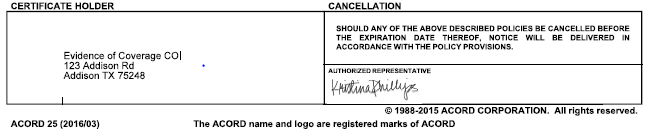 CERTIFICATE HOLDER
CANCELLATION
Evidence of Coverage CO
123 Addison Rd
Addison TX 75248
SHOULD ANY OF THE ABOVE DESCRIBED POLICIES BE CANCELLED BEFORE
THE EXPIRATION DATE THEREOF, NOTICE WILL BE DELIVERED IN
ACCORDANCE WITH THE POLICY PROVISIONS.
AUTHORIZED REPRESENTATIVE
Kristina Phillips
© 1988-2015 ACORD CORPORATION. All rights reserved.
ACORD 25 (2016/03)
The ACORD name and logo are registered marks of ACORD